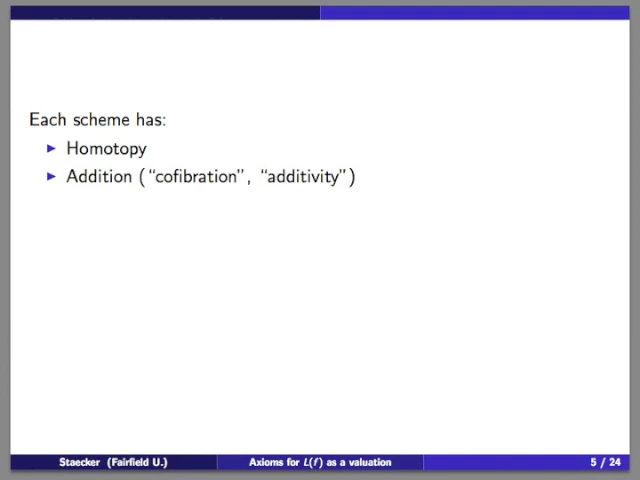 Each scheme has:
Homotopy
Addition (“cofibration”, “additivity”)
Staecker (Fairfield U.) Axioms for L(f) as a valuation 5 / 24